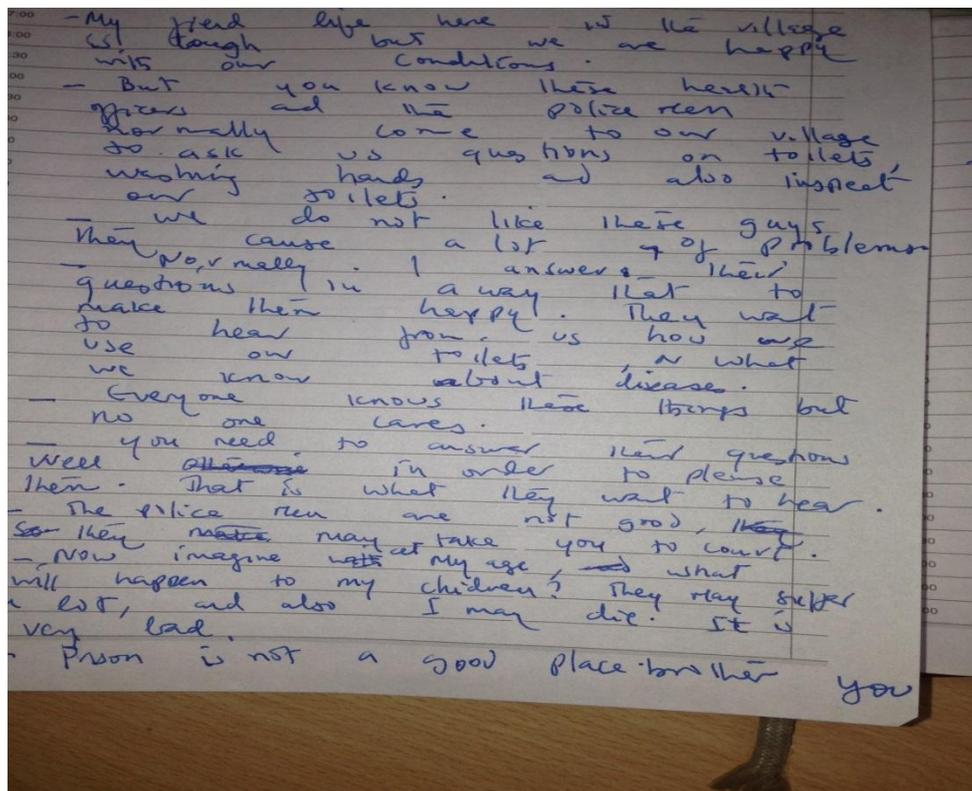 - My friend life here in the village
is tough but we are happy
with our conditions.
- But you know these health
officers and the police men
normally come to our village
to ask us questions on toilets,
washing hands and also inspect
our toilets.
- we do not like these guys
They cause a lot of problems
- Normally. I answer their
questions in a way that to
make them happy. They want
to hear from us how we
use our toilets, or what
we know about disease.
- Everyone knows these things but
no one cares.
- you need to answer their questions
well in order to please
them. That is what they want to hear.
- The police men are not good,
they may take you to court.
- Now imagine at my age, what
will happen to my children? They may suffer
a lot, and also I may die. It is
very bad.
- Prison is not a good place brother you